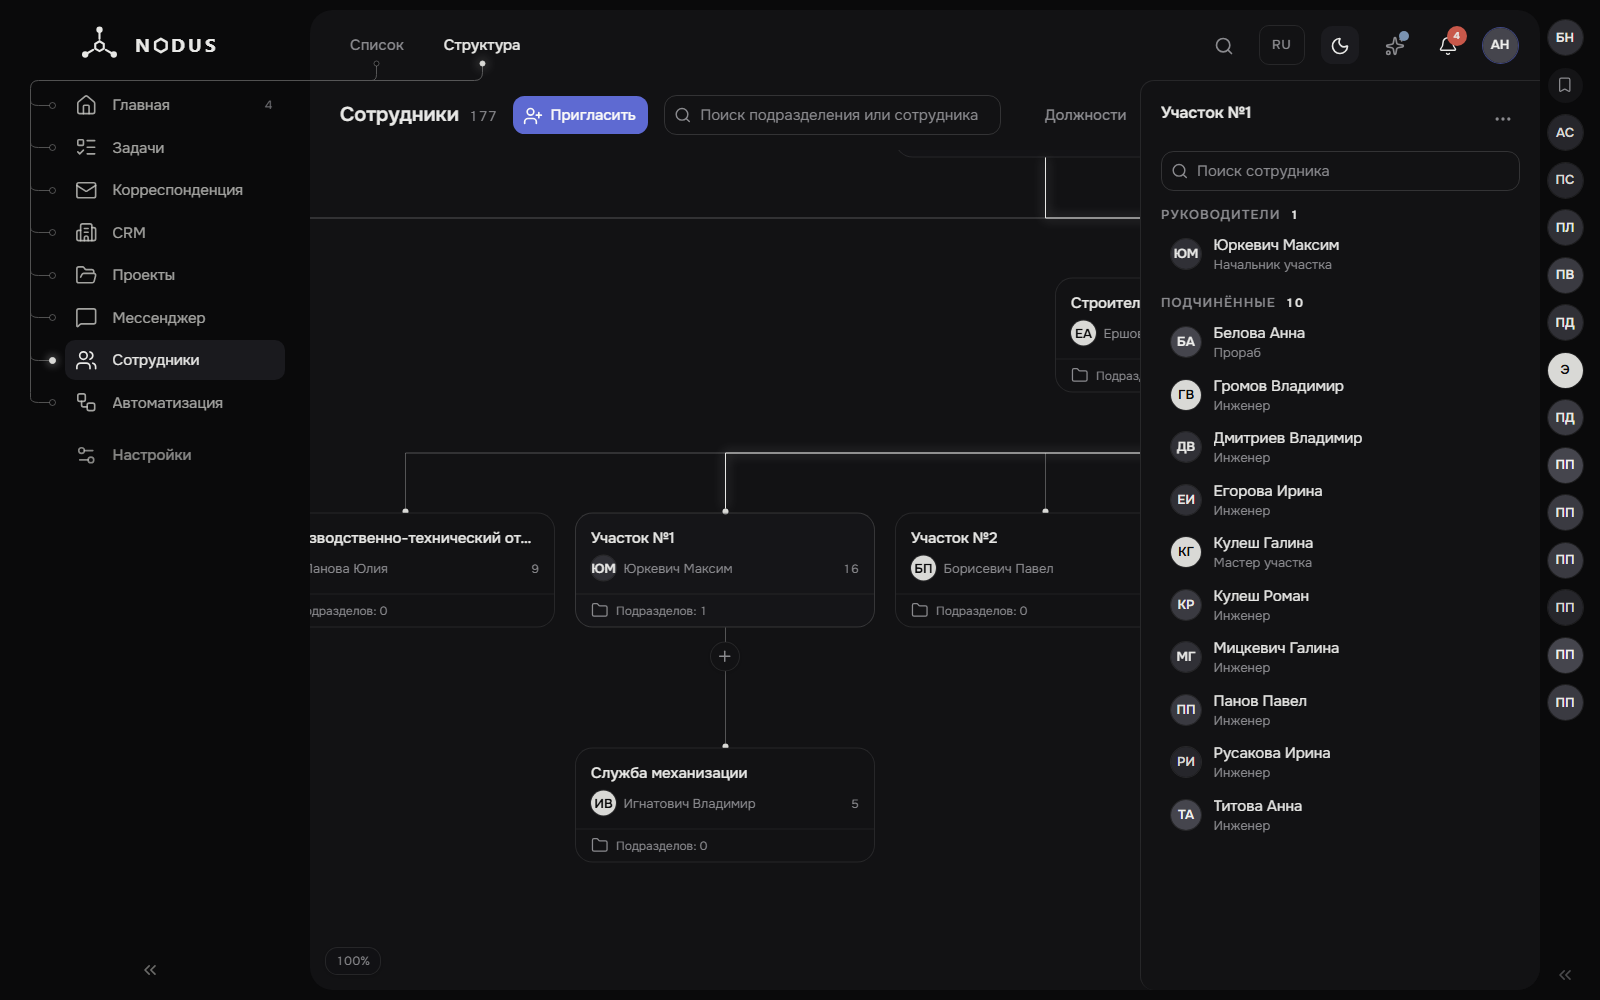 NODUS
Главная 4
Задачи
Корреспонденция
CRM
Проекты
Мессенджер
Сотрудники
Автоматизация
Настройки
Список
Структура
RU
4
АН
Сотрудники 177
Пригласить
Поиск подразделения или сотрудника
Должности
Строител
ЕА Ершов
Подразд
зводственно-технический от...
Панова Юлия 9
одразделов: 0
Участок №1
ЮМ Юркевич Максим 16
Подразделов: 1
Участок №2
БП Борисевич Павел
Подразделов: 0
Служба механизации
ИВ Игнатович Владимир 5
Подразделов: 0
100%
Участок №1
Поиск сотрудника
РУКОВОДИТЕЛИ 1
ЮМ Юркевич Максим
Начальник участка
ПОДЧИНЁННЫЕ 10
БА Белова Анна
Прораб
ГВ Громов Владимир
Инженер
ДВ Дмитриев Владимир
Инженер
ЕИ Егорова Ирина
Инженер
КГ Кулеш Галина
Мастер участка
КР Кулеш Роман
Инженер
МГ Мицкевич Галина
Инженер
ПП Панов Павел
Инженер
РИ Русакова Ирина
Инженер
ТА Титова Анна
Инженер
БН
АС
ПС
ПЛ
ПВ
ПД
Э
ПД
ПП
ПП
ПП
ПП
ПП
ПП